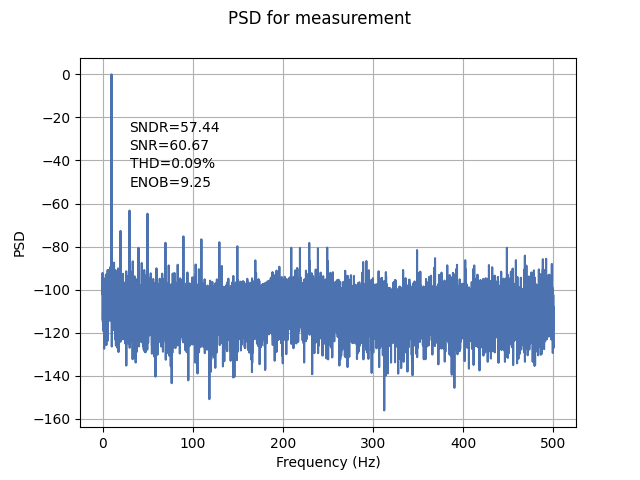 PSD for measurement
0
−20
−40
−60
−80
−100
−120
−140
−160
PSD
SNDR=57.44
SNR=60.67
THD=0.09%
ENOB=9.25
0 100 200 300 400 500
Frequency (Hz)